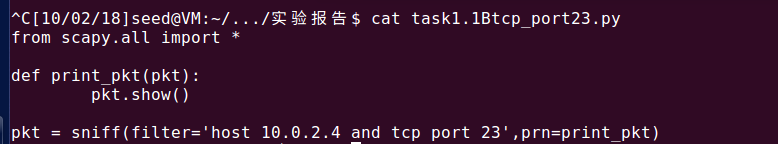 ^C[10/02/18]seed@VM:~/.../实验报告$ cat task1.1Btcp_port23.py
from scapy.all import *
def print_pkt(pkt):
        pkt.show()
pkt = sniff(filter='host 10.0.2.4 and tcp port 23',prn=print_pkt)